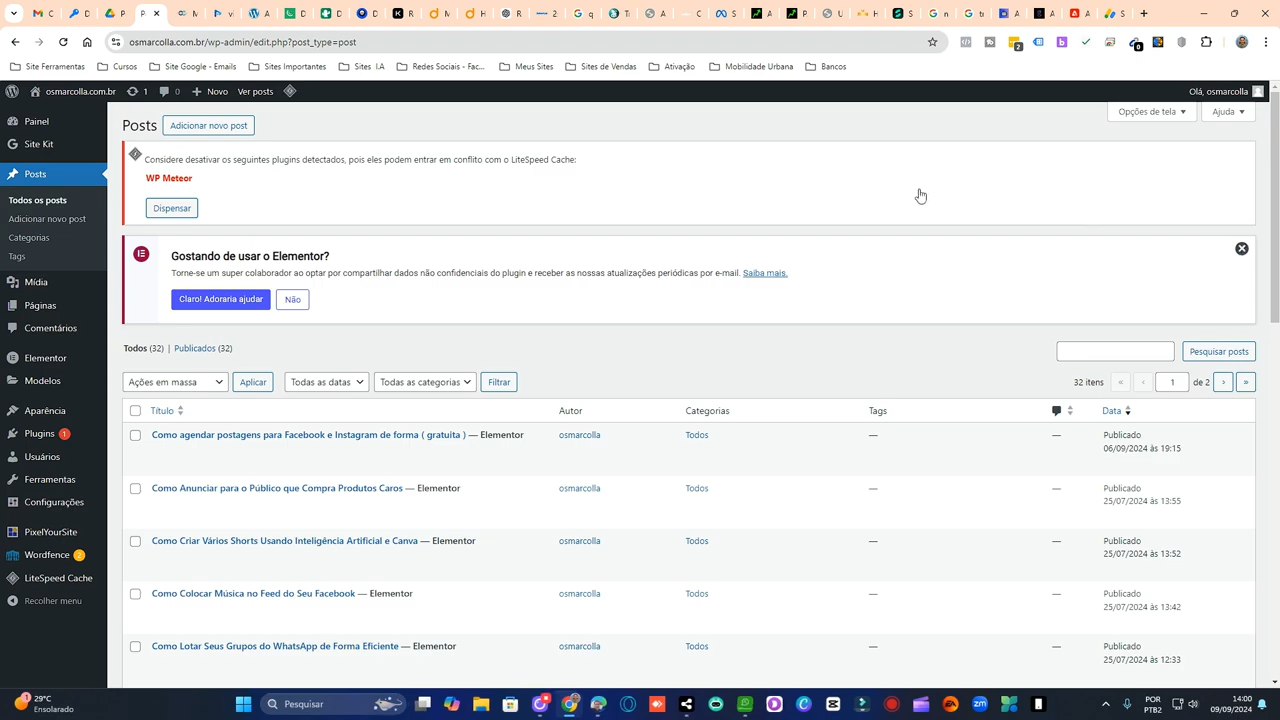 osmarcolla.com.br/wp-admin/edit.php?post_type=post
Site Ferramentas
Cursos
Site Google - Emails
Sites Importantes
Sites I.A
Redes Sociais - Fac...
Meus Sites
Sites de Vendas
Ativação
Mobilidade Urbana
Bancos
osmarcolla.com.br
1
0
Novo
Ver posts
Olá, osmarcolla
Painel
Site Kit
Posts
Todos os posts
Adicionar novo post
Categorias
Tags
Mídia
Páginas
Comentários
Elementor
Modelos
Aparência
Plugins 1
Usuários
Ferramentas
Configurações
PixelYourSite
Wordfence 2
LiteSpeed Cache
Recolher menu
Opções de tela
Ajuda
Posts
Adicionar novo post
Considere desativar os seguintes plugins detectados, pois eles podem entrar em conflito com o LiteSpeed Cache:
WP Meteor
Dispensar
Gostando de usar o Elementor?
Torne-se um super colaborador ao optar por compartilhar dados não confidenciais do plugin e receber as nossas atualizações periódicas por e-mail. Saiba mais.
Claro! Adoraria ajudar
Não
Todos (32) | Publicados (32)
Pesquisar posts
Ações em massa
Aplicar
Todas as datas
Todas as categorias
Filtrar
32 itens « ‹ 1 de 2 › »
Título
Autor
Categorias
Tags
Data
Como agendar postagens para Facebook e Instagram de forma ( gratuita ) — Elementor
osmarcolla
Todos
—
—
Publicado
06/09/2024 às 19:15
Como Anunciar para o Público que Compra Produtos Caros — Elementor
osmarcolla
Todos
—
—
Publicado
25/07/2024 às 13:55
Como Criar Vários Shorts Usando Inteligência Artificial e Canva — Elementor
osmarcolla
Todos
—
—
Publicado
25/07/2024 às 13:52
Como Colocar Música no Feed do Seu Facebook — Elementor
osmarcolla
Todos
—
—
Publicado
25/07/2024 às 13:42
Como Lotar Seus Grupos do WhatsApp de Forma Eficiente — Elementor
osmarcolla
Todos
—
—
Publicado
25/07/2024 às 12:33
29°C
Ensolarado
Pesquisar
POR
PTB2
14:00
09/09/2024